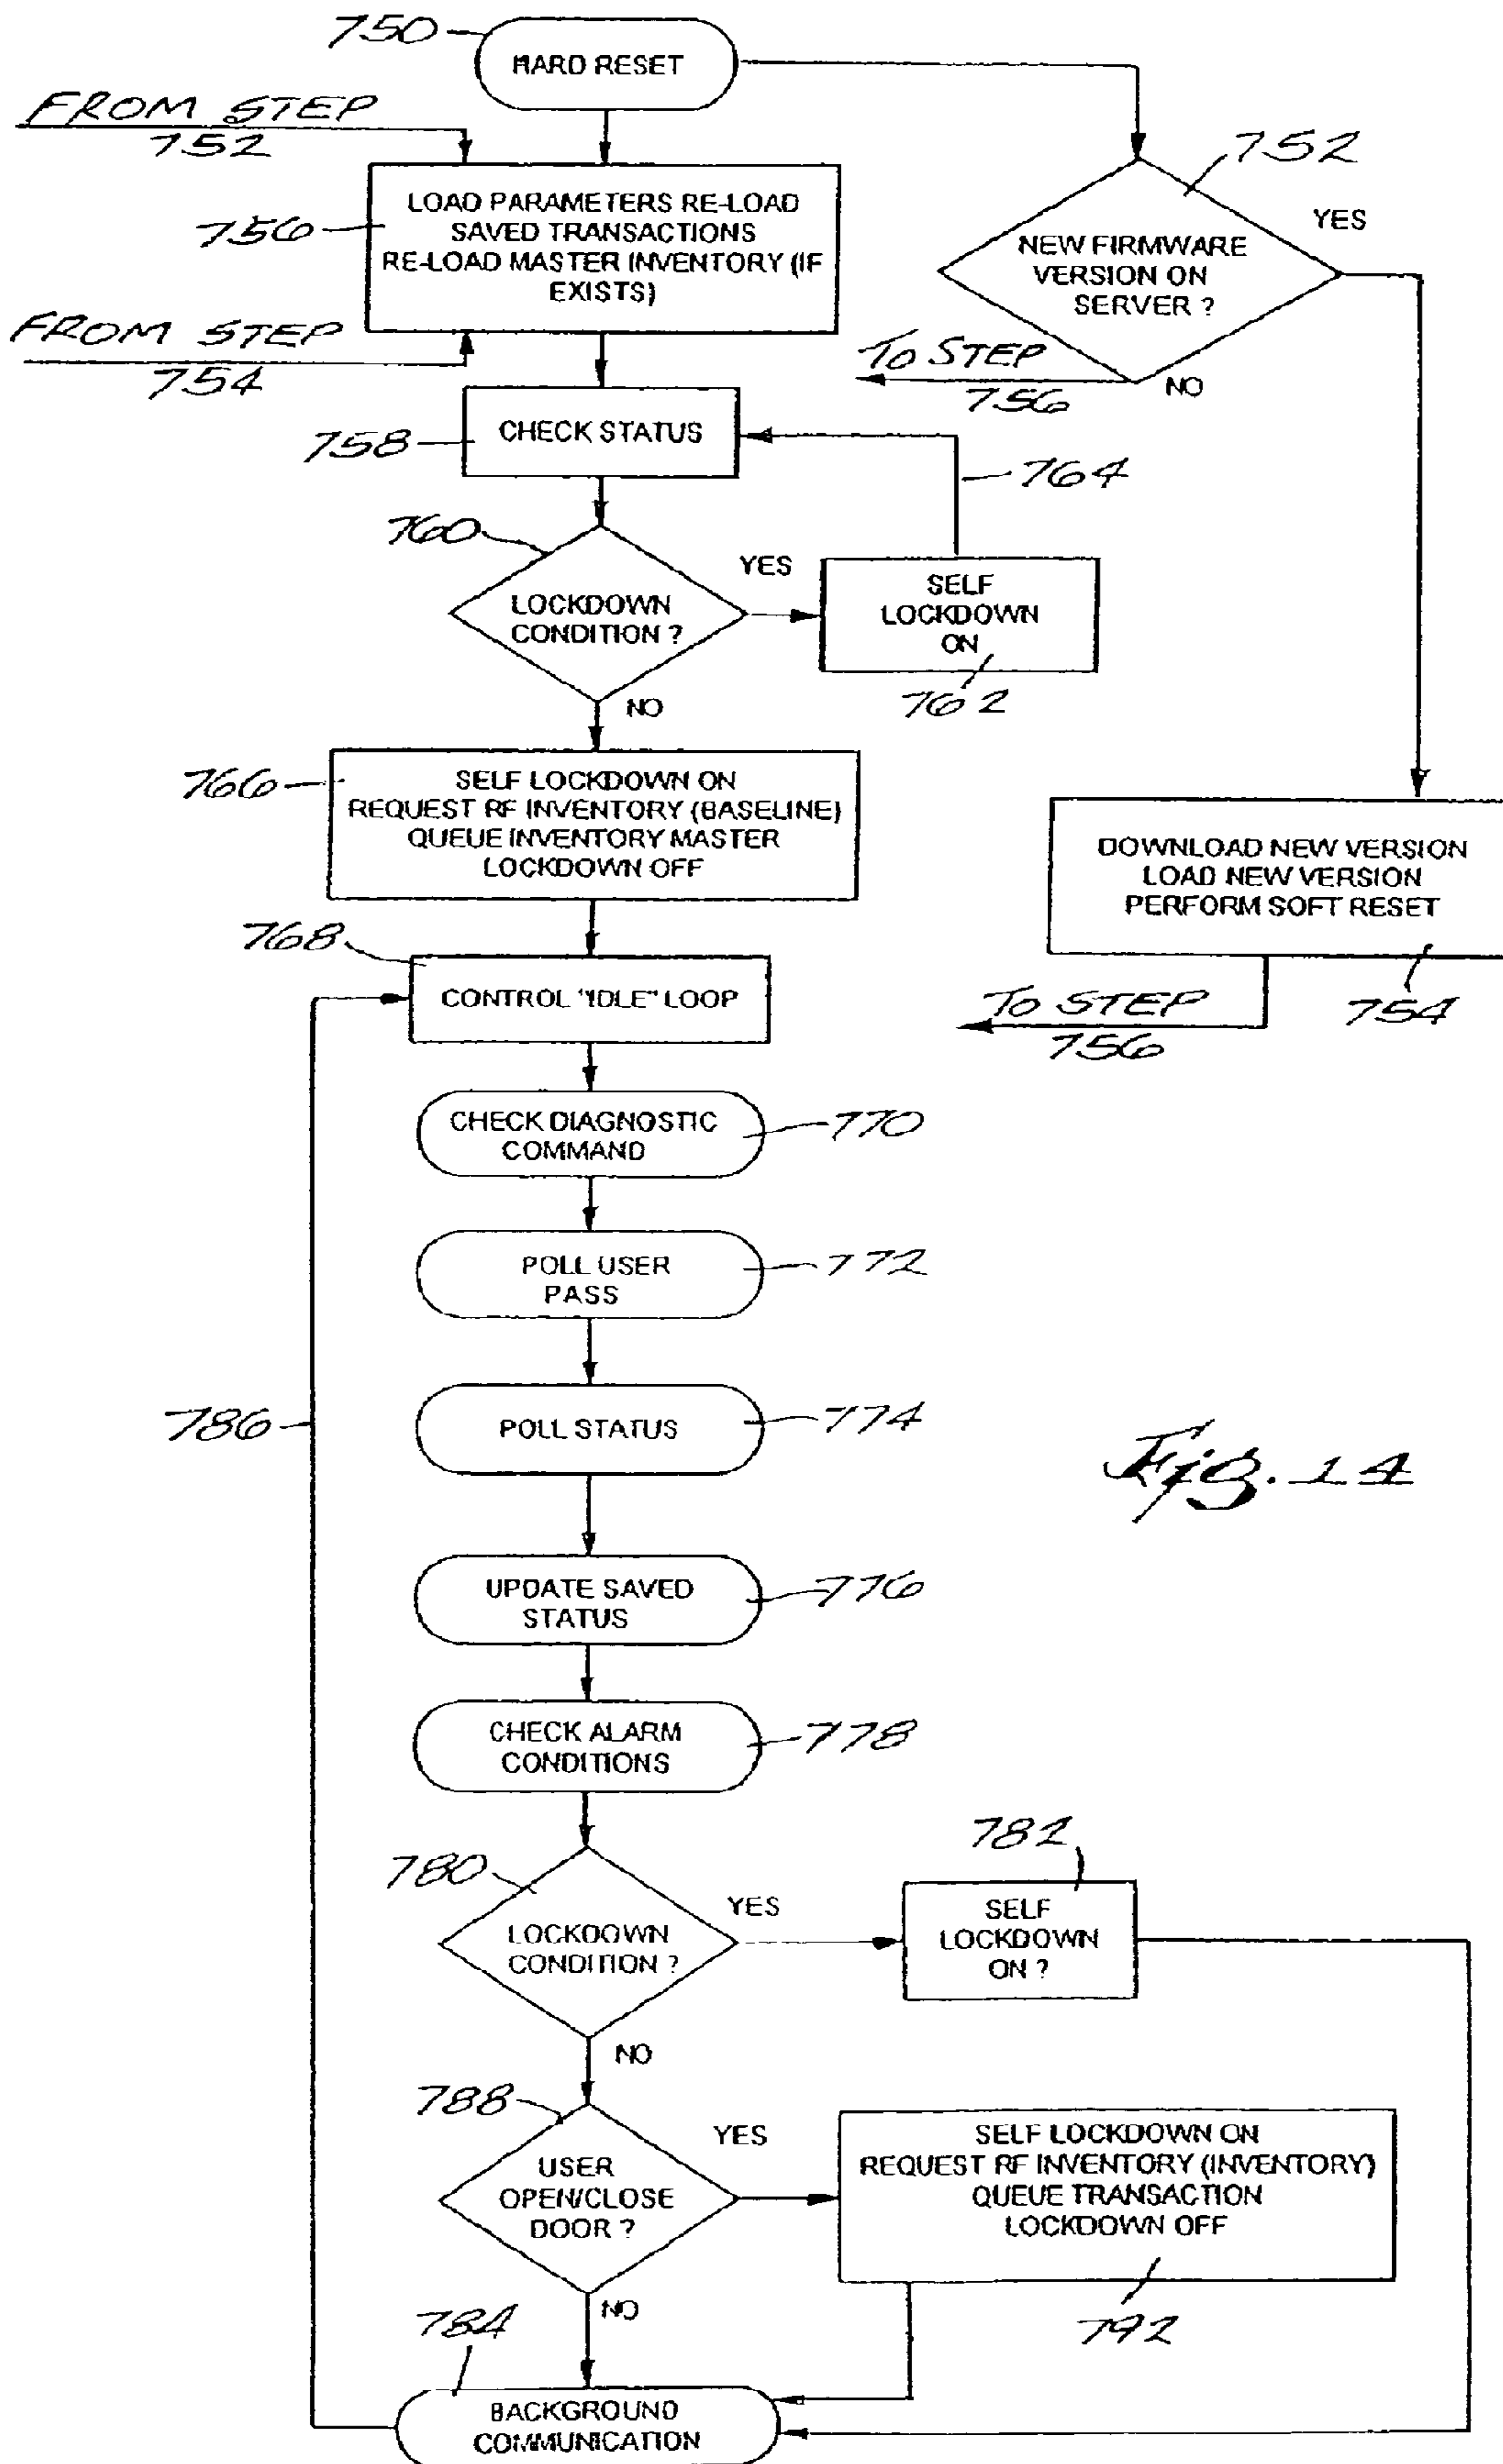 750
HARD RESET
FROM STEP
752
752
756
LOAD PARAMETERS RE-LOAD
SAVED TRANSACTIONS
RE-LOAD MASTER INVENTORY (IF
EXISTS)
YES
NEW FIRMWARE
VERSION ON
SERVER ?
FROM STEP
754
TO STEP
756
NO
758
CHECK STATUS
764
760
YES
LOCKDOWN
CONDITION ?
SELF
LOCKDOWN
ON
762
NO
766
SELF LOCKDOWN ON
REQUEST RF INVENTORY (BASELINE)
QUEUE INVENTORY MASTER
LOCKDOWN OFF
DOWNLOAD NEW VERSION
LOAD NEW VERSION
PERFORM SOFT RESET
754
TO STEP
756
768
CONTROL "IDLE" LOOP
CHECK DIAGNOSTIC
COMMAND
770
POLL USER
PASS
772
786
POLL STATUS
774
Fig. 14
UPDATE SAVED
STATUS
776
CHECK ALARM
CONDITIONS
778
780
LOCKDOWN
CONDITION ?
YES
782
SELF
LOCKDOWN
ON ?
NO
788
USER
OPEN/CLOSE
DOOR ?
YES
SELF LOCKDOWN ON
REQUEST RF INVENTORY (INVENTORY)
QUEUE TRANSACTION
LOCKDOWN OFF
792
NO
784
BACKGROUND
COMMUNICATION